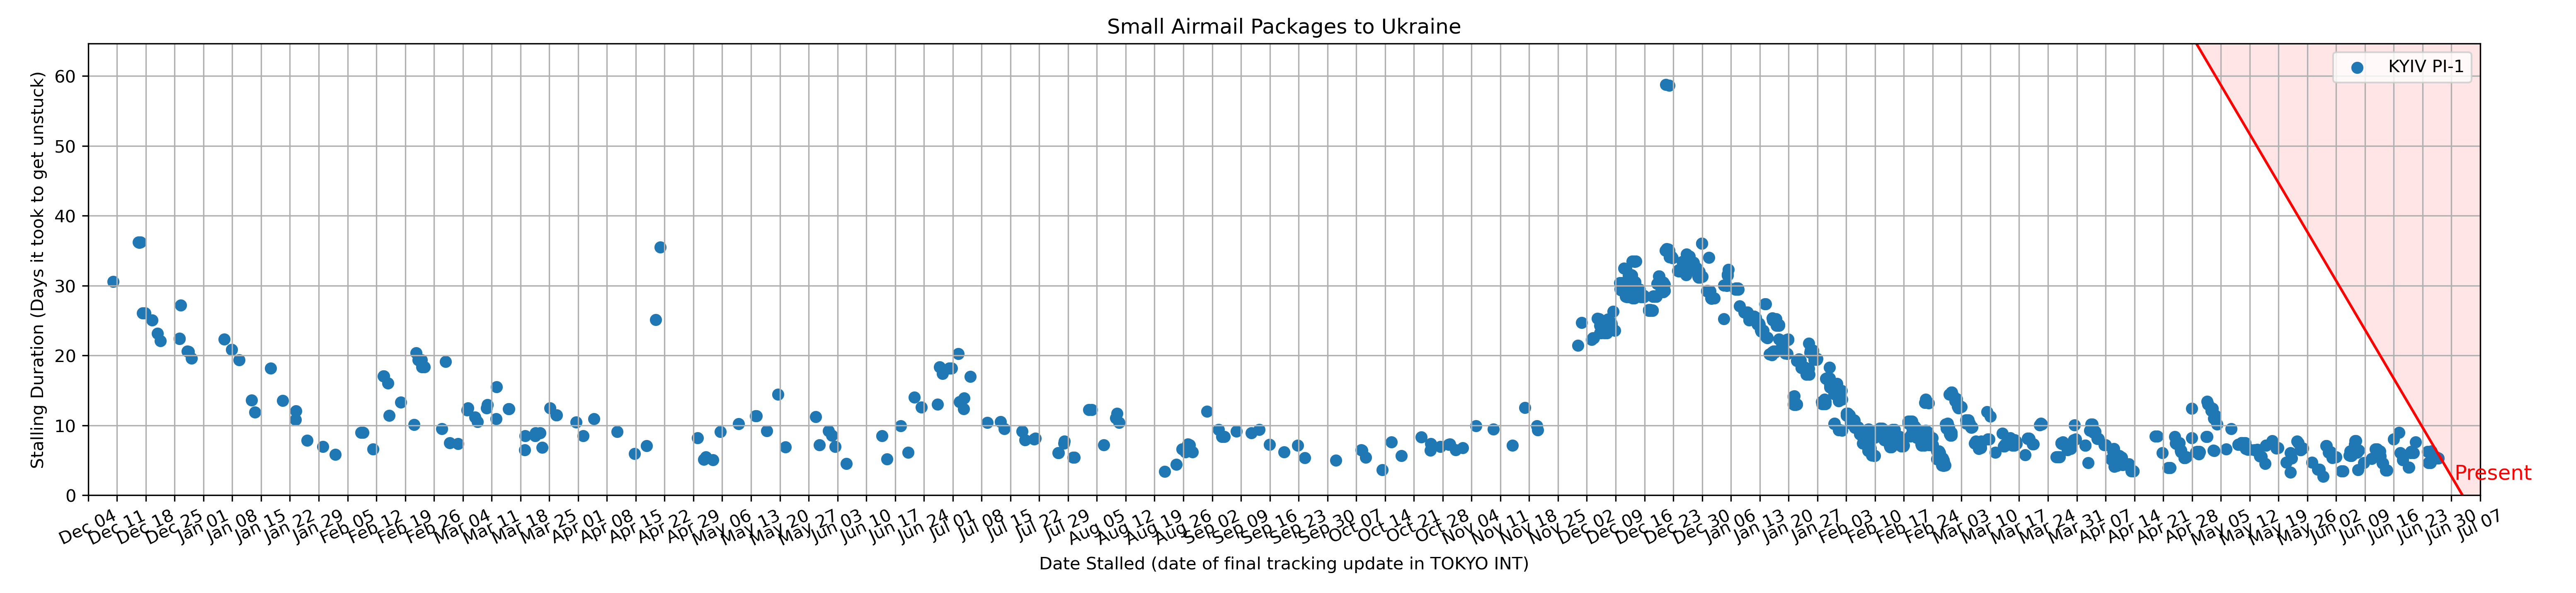 Small Airmail Packages to Ukraine
KYIV PI-1
Stalling Duration (Days it took to get unstuck)
60
50
40
30
20
10
0
Present
Dec 04
Dec 11
Dec 18
Dec 25
Jan 01
Jan 08
Jan 15
Jan 22
Jan 29
Feb 05
Feb 12
Feb 19
Feb 26
Mar 04
Mar 11
Mar 18
Mar 25
Apr 01
Apr 08
Apr 15
Apr 22
Apr 29
May 06
May 13
May 20
May 27
Jun 03
Jun 10
Jun 17
Jun 24
Jul 01
Jul 08
Jul 15
Jul 22
Jul 29
Aug 05
Aug 12
Aug 19
Aug 26
Sep 02
Sep 09
Sep 16
Sep 23
Sep 30
Oct 07
Oct 14
Oct 21
Oct 28
Nov 04
Nov 11
Nov 18
Nov 25
Dec 02
Dec 09
Dec 16
Dec 23
Dec 30
Jan 06
Jan 13
Jan 20
Jan 27
Feb 03
Feb 10
Feb 17
Feb 24
Mar 03
Mar 10
Mar 17
Mar 24
Mar 31
Apr 07
Apr 14
Apr 21
Apr 28
May 05
May 12
May 19
May 26
Jun 02
Jun 09
Jun 16
Jun 23
Jun 30
Jul 07
Date Stalled (date of final tracking update in TOKYO INT)